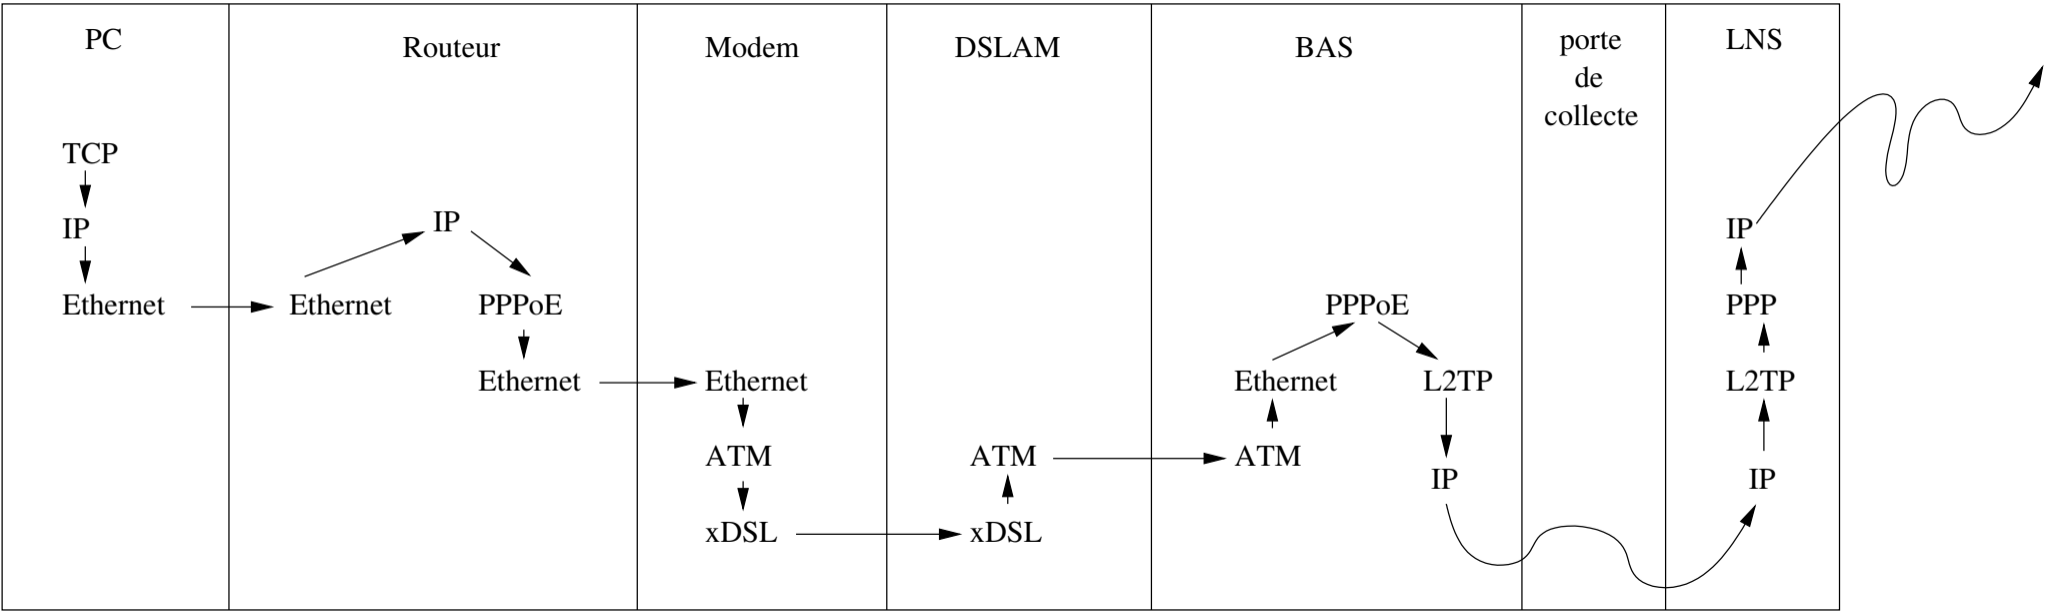 PC
Routeur
Modem
DSLAM
BAS
porte
de
collecte
LNS
TCP
IP
Ethernet
Ethernet
IP
PPPoE
Ethernet
Ethernet
ATM
xDSL
ATM
xDSL
PPPoE
Ethernet
L2TP
ATM
IP
IP
PPP
L2TP
IP